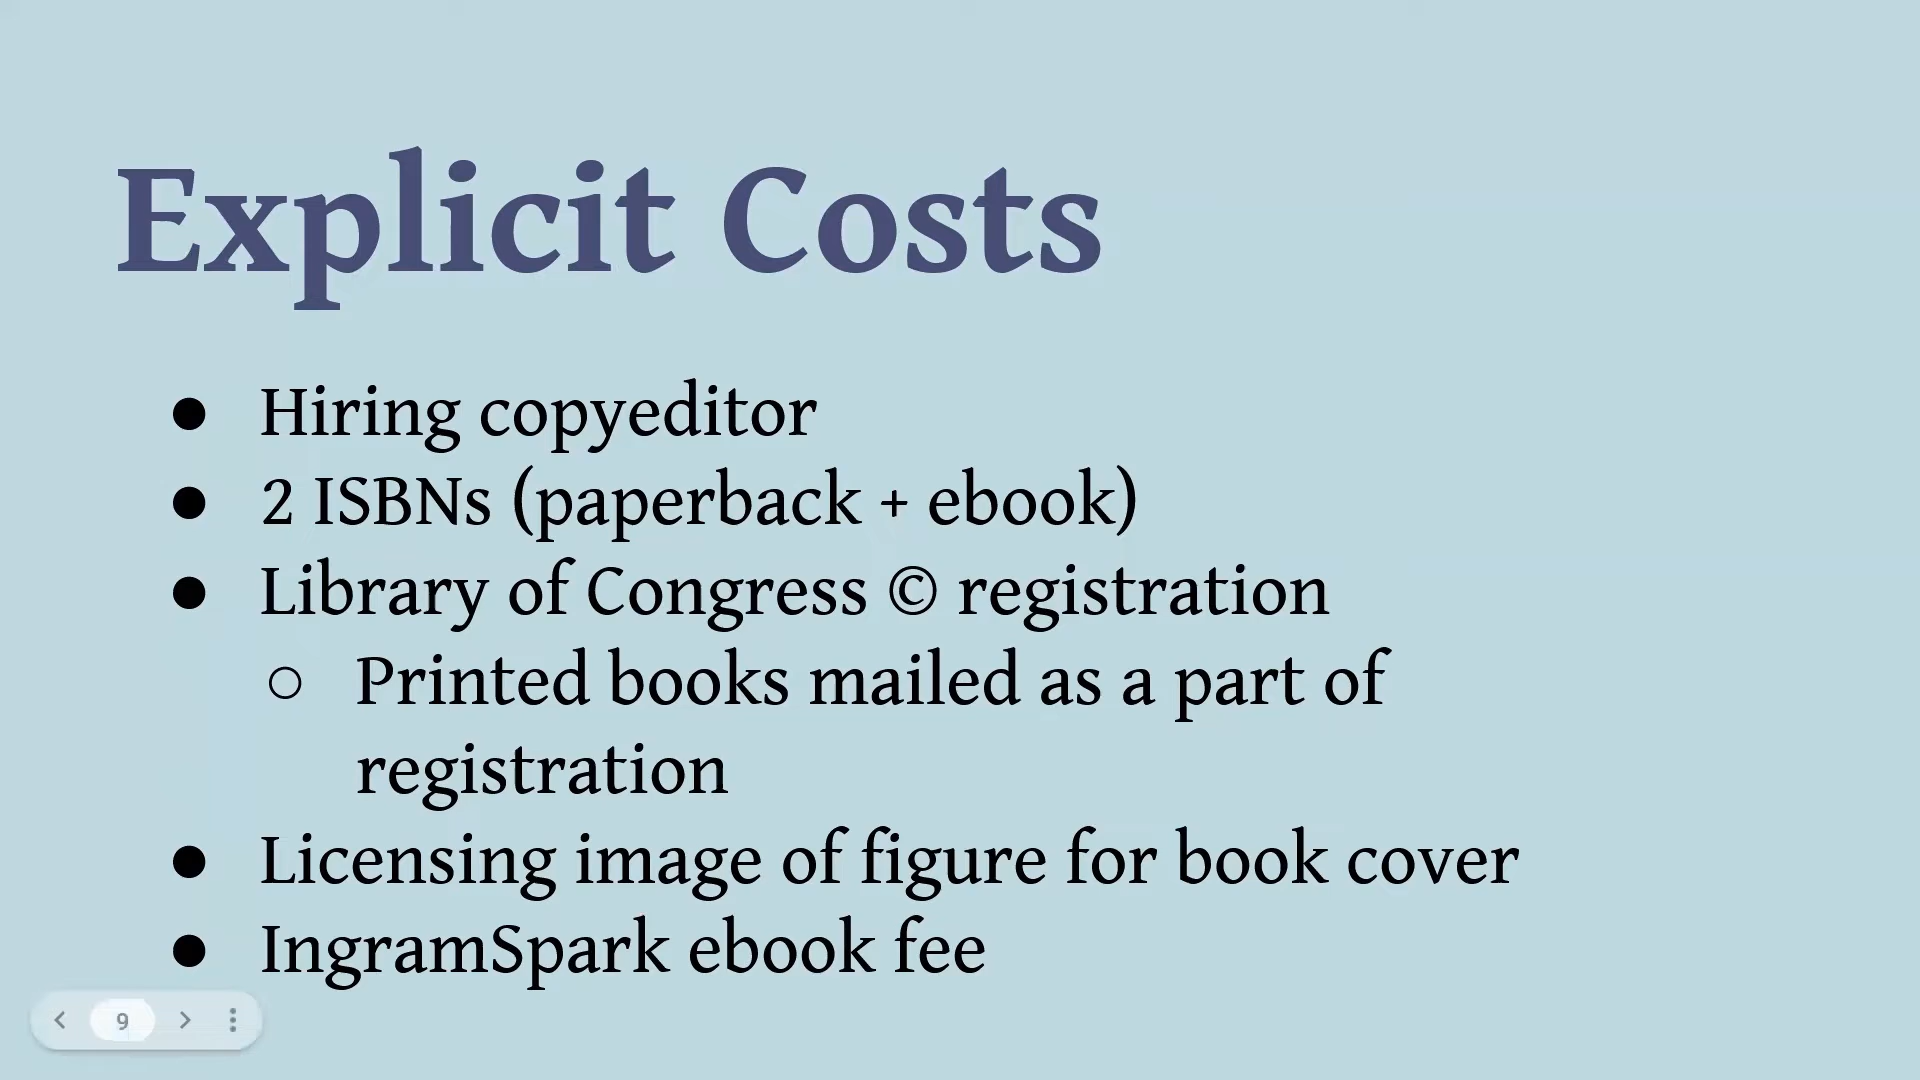 Explicit Costs
● Hiring copyeditor
● 2 ISBNs (paperback + ebook)
● Library of Congress © registration
○ Printed books mailed as a part of
registration
● Licensing image of figure for book cover
● IngramSpark ebook fee
9